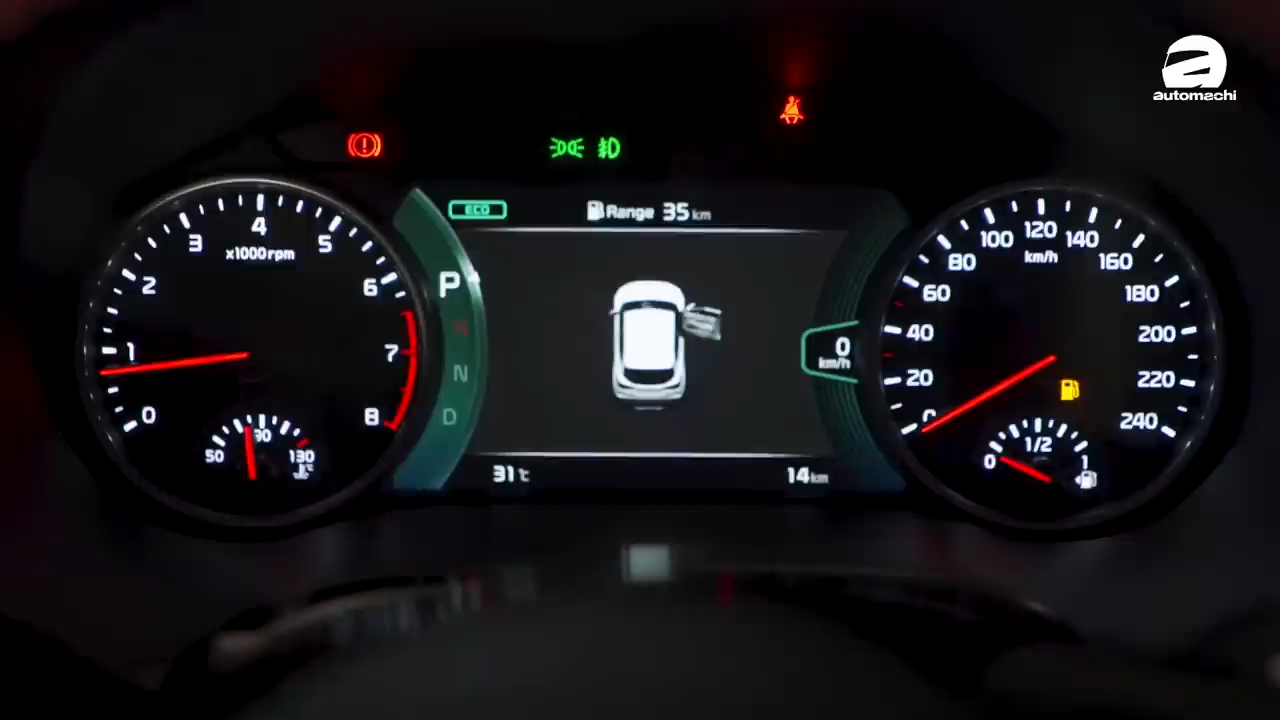 automachi
ECO
Range 35 km
0
1
2
3
4
5
6
7
8
x1000rpm
50
90
130
°C
P
R
N
D
0
km/h
31°C
14 km
0
20
40
60
80
100
120
140
160
180
200
220
240
km/h
0
1/2
1